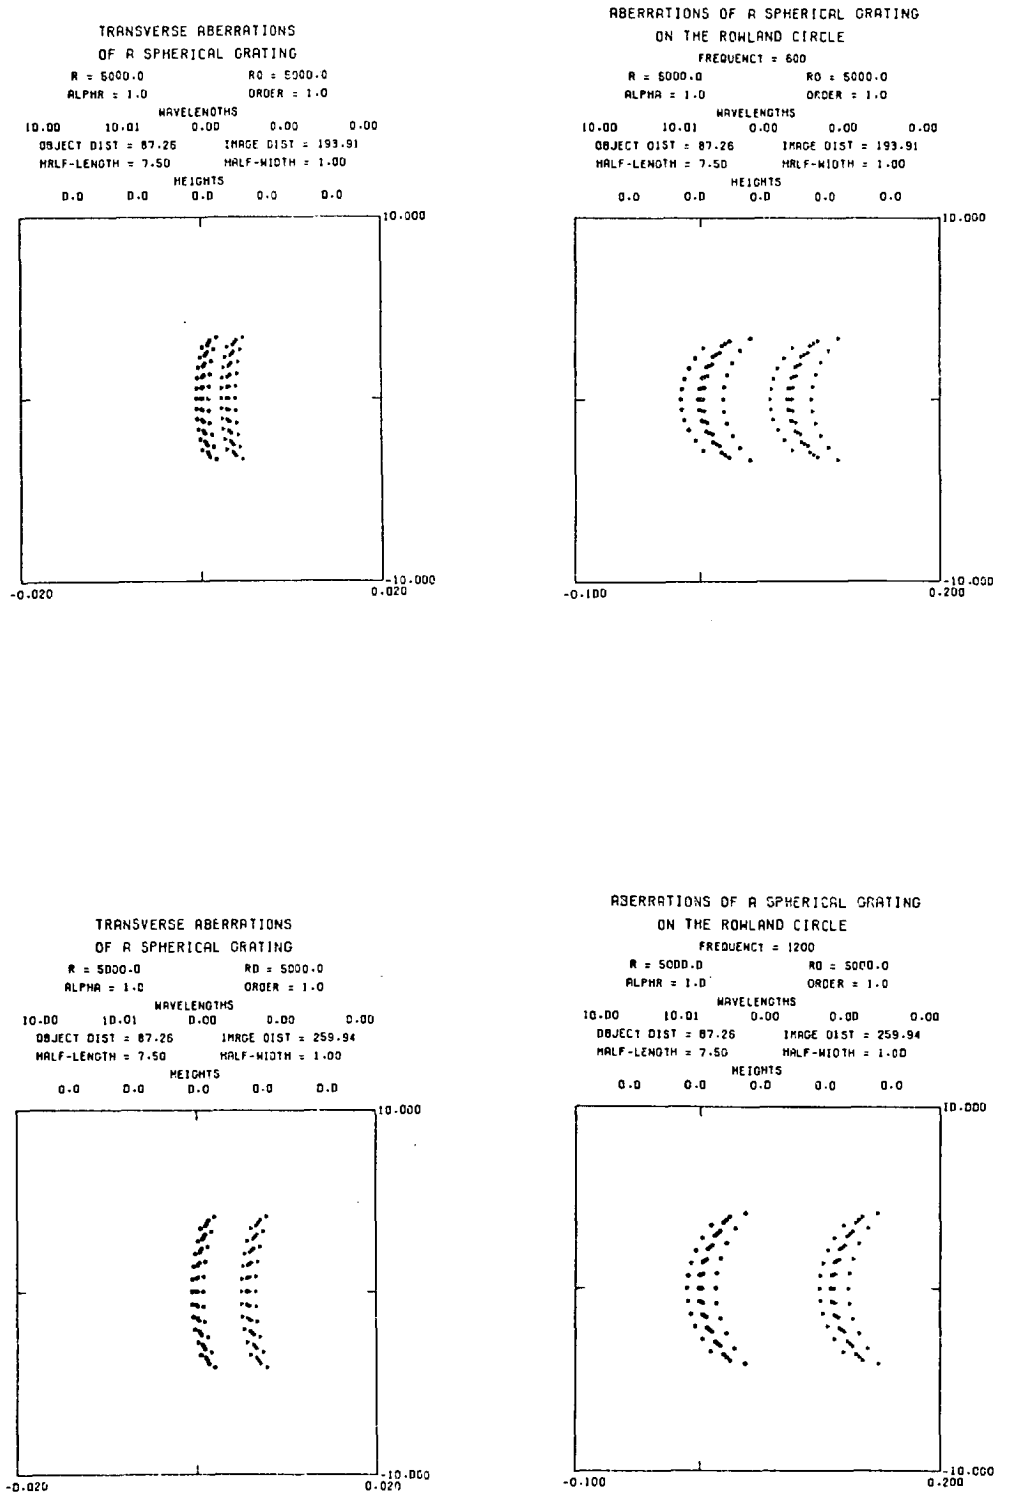 TRANSVERSE ABERRATIONS
OF A SPHERICAL GRATING
R = 5000.0 RO = 5000.0
ALPHA = 1.0 ORDER = 1.0
WAVELENGTHS
10.00 10.01 0.00 0.00 0.00
OBJECT DIST = 87.26 IMAGE DIST = 193.91
HALF-LENGTH = 7.50 HALF-WIDTH = 1.00
HEIGHTS
0.0 0.0 0.0 0.0 0.0
10.000
-10.000
-0.020 0.020
ABERRATIONS OF A SPHERICAL GRATING
ON THE ROWLAND CIRCLE
FREQUENCY = 600
R = 5000.0 RO = 5000.0
ALPHA = 1.0 ORDER = 1.0
WAVELENGTHS
10.00 10.01 0.00 0.00 0.00
OBJECT DIST = 87.26 IMAGE DIST = 193.91
HALF-LENGTH = 7.50 HALF-WIDTH = 1.00
HEIGHTS
0.0 0.0 0.0 0.0 0.0
10.000
-10.000
-0.100 0.200
TRANSVERSE ABERRATIONS
OF A SPHERICAL GRATING
R = 5000.0 RO = 5000.0
ALPHA = 1.0 ORDER = 1.0
WAVELENGTHS
10.00 10.01 0.00 0.00 0.00
OBJECT DIST = 87.26 IMAGE DIST = 259.94
HALF-LENGTH = 7.50 HALF-WIDTH = 1.00
HEIGHTS
0.0 0.0 0.0 0.0 0.0
10.000
-10.000
-0.020 0.020
ABERRATIONS OF A SPHERICAL GRATING
ON THE ROWLAND CIRCLE
FREQUENCY = 1200
R = 5000.0 RO = 5000.0
ALPHA = 1.0 ORDER = 1.0
WAVELENGTHS
10.00 10.01 0.00 0.00 0.00
OBJECT DIST = 87.26 IMAGE DIST = 259.94
HALF-LENGTH = 7.50 HALF-WIDTH = 1.00
HEIGHTS
0.0 0.0 0.0 0.0 0.0
10.000
-10.000
-0.100 0.200